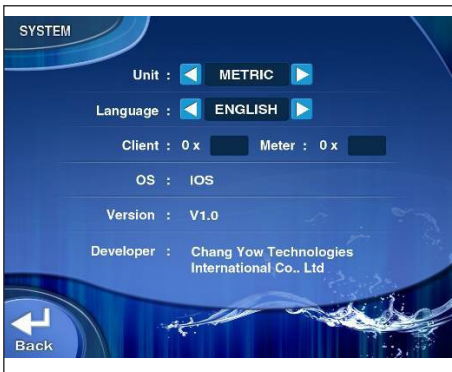 SYSTEM
Unit : METRIC
Language : ENGLISH
Client : 0 x Meter : 0 x
OS : IOS
Version : V1.0
Developer : Chang Yow Technologies
International Co.. Ltd
Back